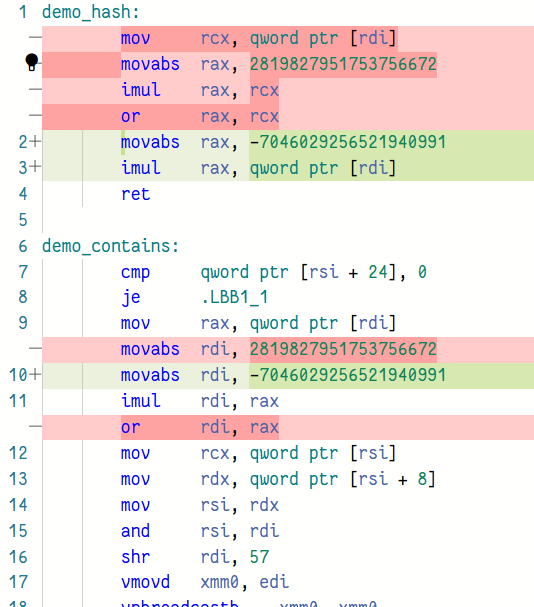 1 demo_hash:
— mov rcx, qword ptr [rdi]
— movabs rax, 2819827951753756672
— imul rax, rcx
— or rax, rcx
2+ movabs rax, -7046029256521940991
3+ imul rax, qword ptr [rdi]
4 ret
5
6 demo_contains:
7 cmp qword ptr [rsi + 24], 0
8 je .LBB1_1
9 mov rax, qword ptr [rdi]
— movabs rdi, 2819827951753756672
10+ movabs rdi, -7046029256521940991
11 imul rdi, rax
— or rdi, rax
12 mov rcx, qword ptr [rsi]
13 mov rdx, qword ptr [rsi + 8]
14 mov rsi, rdx
15 and rsi, rdi
16 shr rdi, 57
17 vmovd xmm0, edi
18 vpbroadcastb xmm0, xmm0